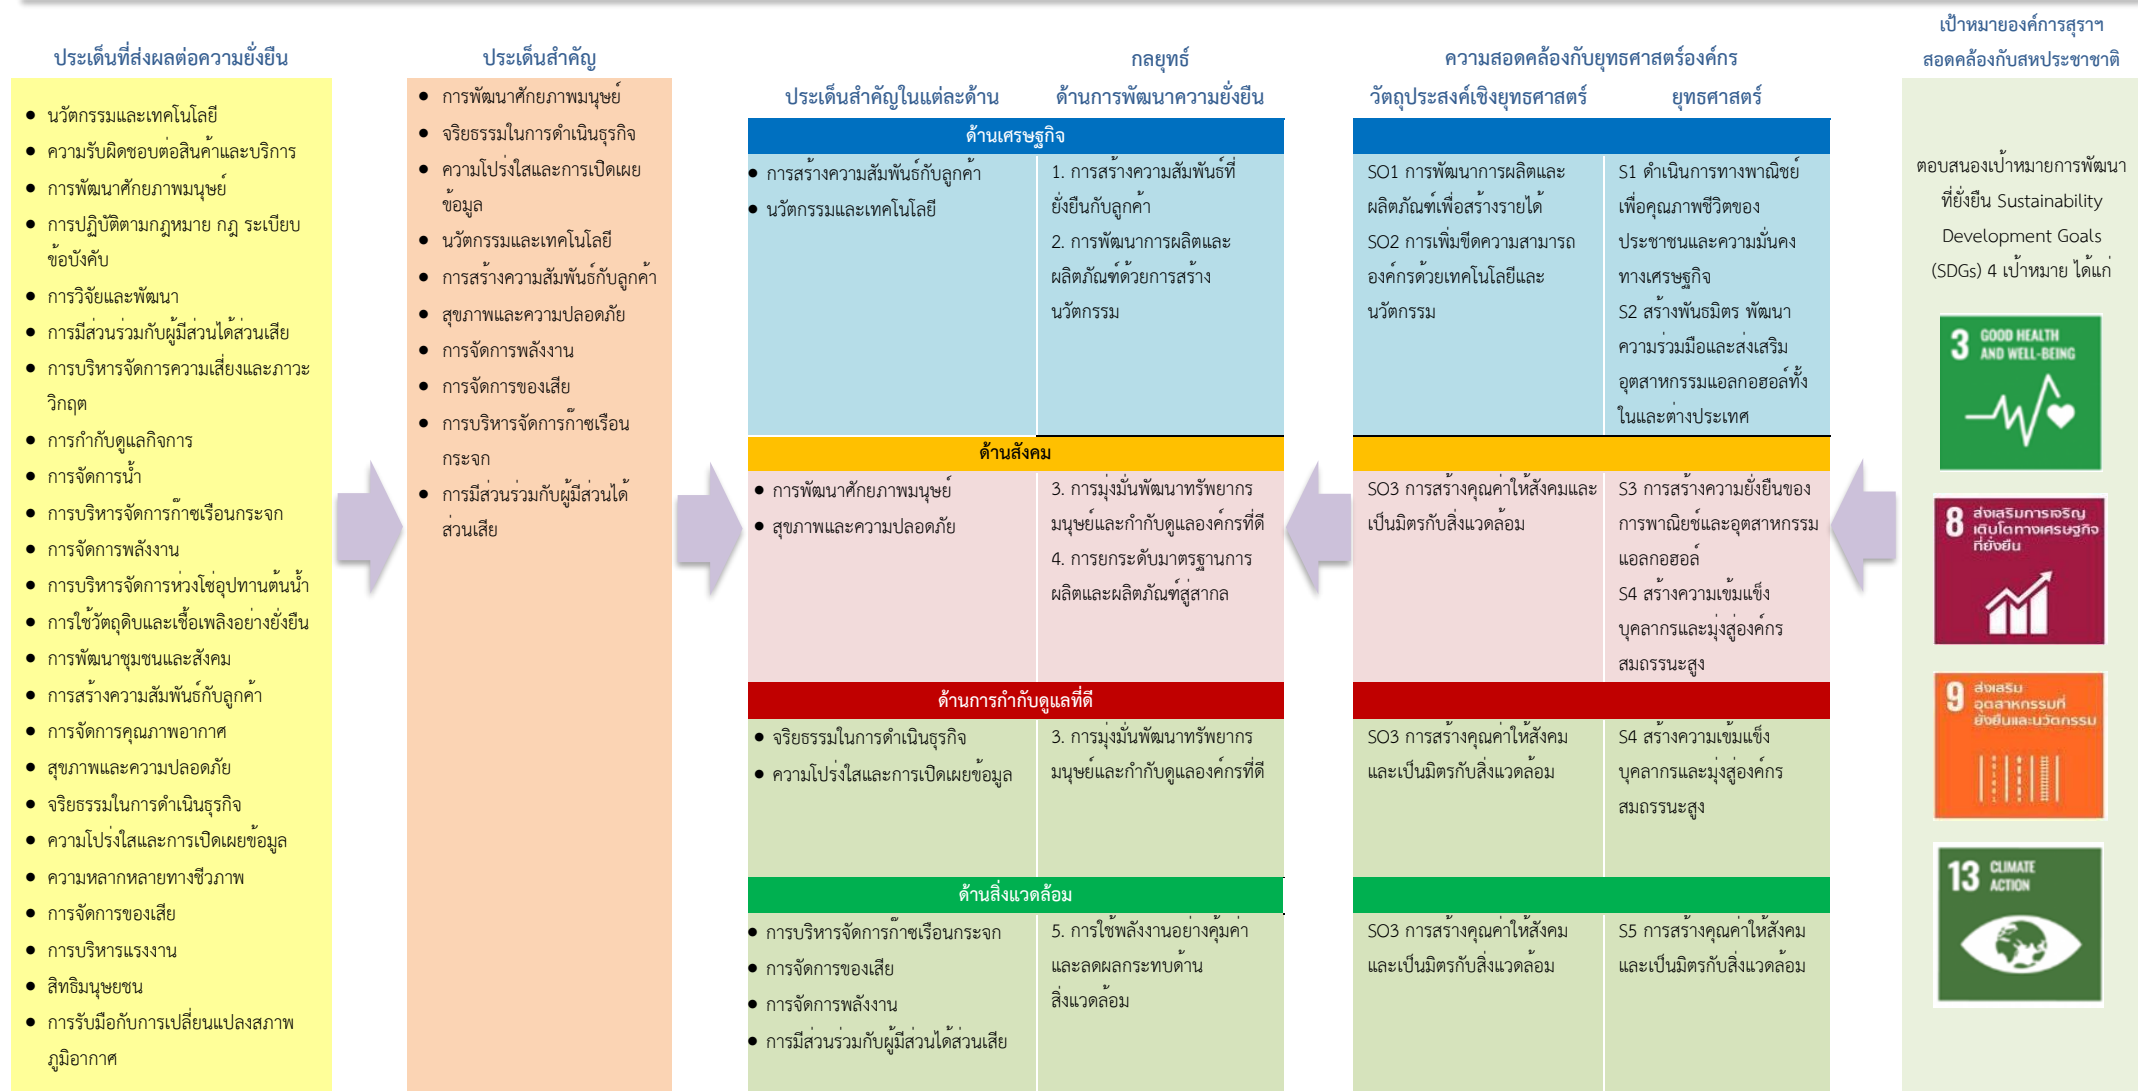 ประเด็นที่ส่งผลต่อความยั่งยืน
นวัตกรรมและเทคโนโลยี
ความรับผิดชอบต่อสินค้าและบริการ
การพัฒนาศักยภาพมนุษย์
การปฏิบัติตามกฎหมาย กฎ ระเบียบ
ข้อบังคับ
การวิจัยและพัฒนา
การมีส่วนร่วมกับผู้มีส่วนได้ส่วนเสีย
การบริหารจัดการความเสี่ยงและภาวะ
วิกฤต
การกำกับดูแลกิจการ
การจัดการน้ำ
การบริหารจัดการก๊าซเรือนกระจก
การจัดการพลังงาน
การบริหารจัดการห่วงโซ่อุปทานต้นน้ำ
การใช้วัตถุดิบและเชื้อเพลิงอย่างยั่งยืน
การพัฒนาชุมชนและสังคม
การสร้างความสัมพันธ์กับลูกค้า
การจัดการคุณภาพอากาศ
สุขภาพและความปลอดภัย
จริยธรรมในการดำเนินธุรกิจ
ความโปร่งใสและการเปิดเผยข้อมูล
ความหลากหลายทางชีวภาพ
การจัดการของเสีย
การบริหารแรงงาน
สิทธิมนุษยชน
การรับมือกับการเปลี่ยนแปลงสภาพ
ภูมิอากาศ
ประเด็นสำคัญ
การพัฒนาศักยภาพมนุษย์
จริยธรรมในการดำเนินธุรกิจ
ความโปร่งใสและการเปิดเผย
ข้อมูล
นวัตกรรมและเทคโนโลยี
การสร้างความสัมพันธ์กับลูกค้า
สุขภาพและความปลอดภัย
การจัดการพลังงาน
การจัดการของเสีย
การบริหารจัดการก๊าซเรือน
กระจก
การมีส่วนร่วมกับผู้มีส่วนได้
ส่วนเสีย
ประเด็นสำคัญในแต่ละด้าน
กลยุทธ์
ด้านการพัฒนาความยั่งยืน
ด้านเศรษฐกิจ
การสร้างความสัมพันธ์กับลูกค้า
นวัตกรรมและเทคโนโลยี
1. การสร้างความสัมพันธ์ที่
ยั่งยืนกับลูกค้า
2. การพัฒนาการผลิตและ
ผลิตภัณฑ์ด้วยการสร้าง
นวัตกรรม
ด้านสังคม
การพัฒนาศักยภาพมนุษย์
สุขภาพและความปลอดภัย
3. การมุ่งมั่นพัฒนาทรัพยากร
มนุษย์และกำกับดูแลองค์กรที่ดี
4. การยกระดับมาตรฐานการ
ผลิตและผลิตภัณฑ์สู่สากล
ด้านการกำกับดูแลที่ดี
จริยธรรมในการดำเนินธุรกิจ
ความโปร่งใสและการเปิดเผยข้อมูล
3. การมุ่งมั่นพัฒนาทรัพยากร
มนุษย์และกำกับดูแลองค์กรที่ดี
ด้านสิ่งแวดล้อม
การบริหารจัดการก๊าซเรือนกระจก
การจัดการของเสีย
การจัดการพลังงาน
การมีส่วนร่วมกับผู้มีส่วนได้ส่วนเสีย
5. การใช้พลังงานอย่างคุ้มค่า
และลดผลกระทบด้าน
สิ่งแวดล้อม
ความสอดคล้องกับยุทธศาสตร์องค์กร
วัตถุประสงค์เชิงยุทธศาสตร์
ยุทธศาสตร์
SO1 การพัฒนาการผลิตและ
ผลิตภัณฑ์เพื่อสร้างรายได้
SO2 การเพิ่มขีดความสามารถ
องค์กรด้วยเทคโนโลยีและ
นวัตกรรม
S1 ดำเนินการทางพาณิชย์
เพื่อคุณภาพชีวิตของ
ประชาชนและความมั่นคง
ทางเศรษฐกิจ
S2 สร้างพันธมิตร พัฒนา
ความร่วมมือและส่งเสริม
อุตสาหกรรมแอลกอฮอล์ทั้ง
ในและต่างประเทศ
SO3 การสร้างคุณค่าให้สังคมและ
เป็นมิตรกับสิ่งแวดล้อม
S3 การสร้างความยั่งยืนของ
การพาณิยช์และอุตสาหกรรม
แอลกอฮอล์
S4 สร้างความเข้มแข็ง
บุคลากรและมุ่งสู่องค์กร
สมถรรนะสูง
SO3 การสร้างคุณค่าให้สังคม
และเป็นมิตรกับสิ่งแวดล้อม
S4 สร้างความเข้มแข็ง
บุคลากรและมุ่งสู่องค์กร
สมถรรนะสูง
SO3 การสร้างคุณค่าให้สังคม
และเป็นมิตรกับสิ่งแวดล้อม
S5 การสร้างคุณค่าให้สังคม
และเป็นมิตรกับสิ่งแวดล้อม
เป้าหมายองค์การสุราฯ
สอดคล้องกับสหประชาชาติ
ตอบสนองเป้าหมายการพัฒนา
ที่ยั่งยืน Sustainability
Development Goals
(SDGs) 4 เป้าหมาย ได้แก่
3 GOOD HEALTH
AND WELL-BEING
8 ส่งเสริมการเจริญ
เติบโตทางเศรษฐกิจ
ที่ยั่งยืน
9 ส่งเสริม
อุตสาหกรรมที่
ยั่งยืนและนวัตกรรม
13 CLIMATE
ACTION